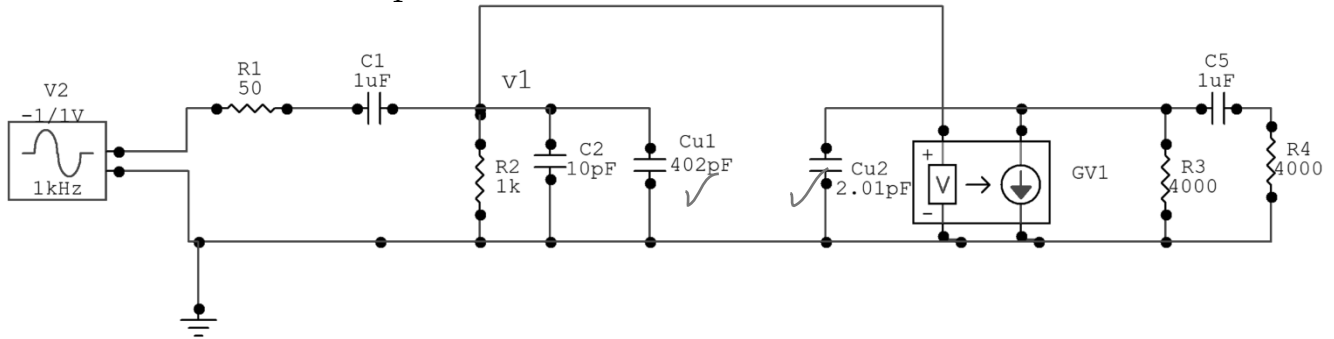 V2
-1/1V
1kHz
R1
50
C1
1uF
v1
R2
1k
C2
10pF
Cu1
402pF
Cu2
2.01pF
+
V
-
GV1
R3
4000
C5
1uF
R4
4000